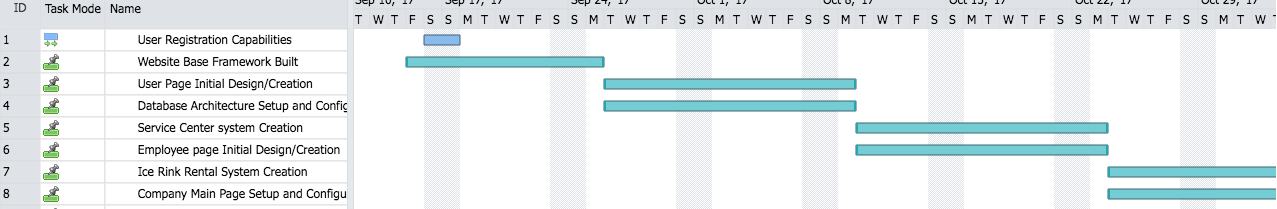 ID Task Mode Name Sep 10, '17 Sep 17, '17 Sep 24, '17 Oct 1, '17 Oct 8, '17 Oct 15, '17 Oct 22, '17 Oct 29, '17
T W T F S S M T W T F S S M T W T F S S M T W T F S S M T W T F S S M T W T F S S M T W T F S S M T W
1 User Registration Capabilities
2 Website Base Framework Built
3 User Page Initial Design/Creation
4 Database Architecture Setup and Config
5 Service Center system Creation
6 Employee page Initial Design/Creation
7 Ice Rink Rental System Creation
8 Company Main Page Setup and Configu